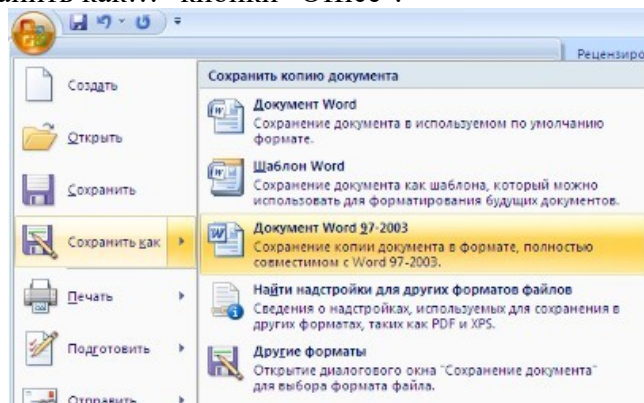 как... кнопки "Office".
Рецензиро
Создать
Открыть
Сохранить
Сохранить как
Печать
Подготовить
Отправить
Сохранить копию документа
Документ Word
Сохранение документа в используемом по умолчанию
формате.
Шаблон Word
Сохранение документа как шаблона, который можно
использовать для форматирования будущих документов.
Документ Word 97-2003
Сохранение копии документа в формате, полностью
совместимом с Word 97-2003.
Найти надстройки для других форматов файлов
Сведения о надстройках, используемых для сохранения в
других форматах, таких как PDF и XPS.
Другие форматы
Открытие диалогового окна "Сохранение документа"
для выбора формата файла.